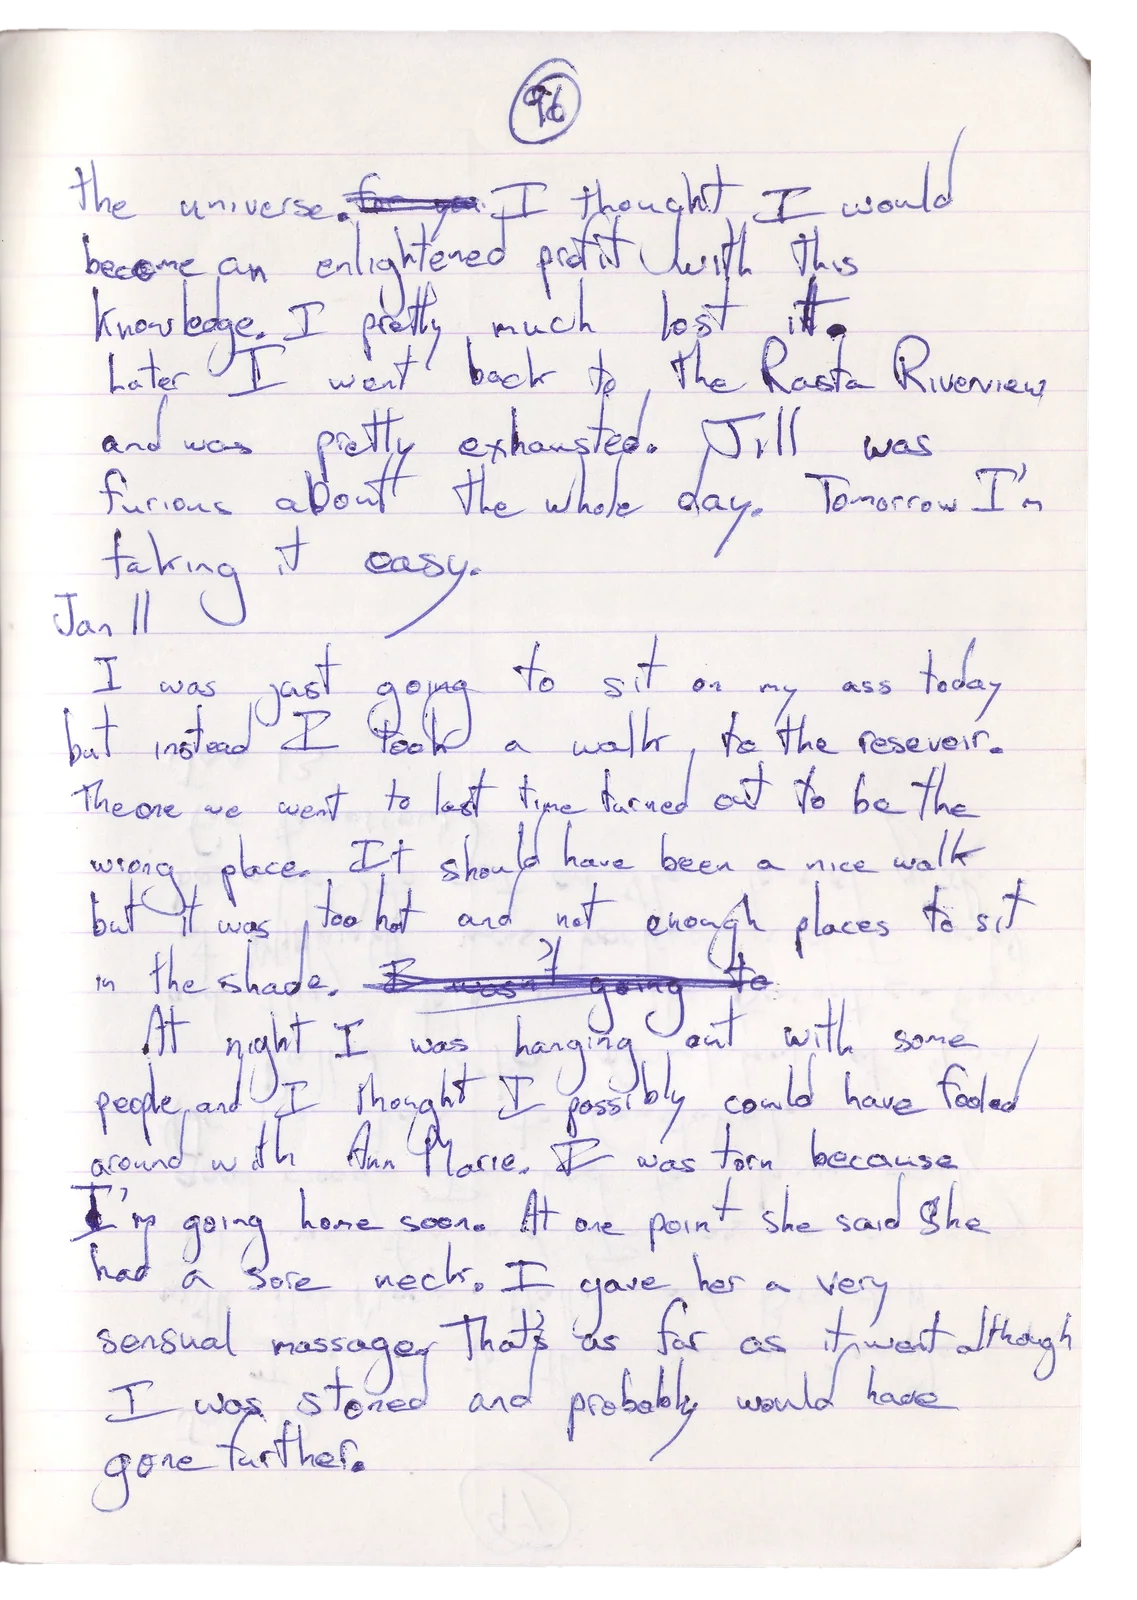 96
the universe. for you I thought I would
become an enlightened profit with this
knowledge. I pretty much lost it.
Later I went back to the Rasta Riverview
and was pretty exhausted. Jill was
furious about the whole day. Tomorrow I'm
taking it easy.
Jan 11
I was just going to sit on my ass today
but instead I took a walk to the resevoir.
The one we went to last time turned out to be the
wrong place. It should have been a nice walk
but it was too hot and not enough places to sit
in the shade. I wasn't going to
At night I was hanging out with some
people, and I thought I possibly could have fooled
around with Ann Marie. I was torn because
I'm going home soon. At one point she said she
had a sore neck. I gave her a very
sensual massage. That's as far as it went although
I was stoned and probably would have
gone further.